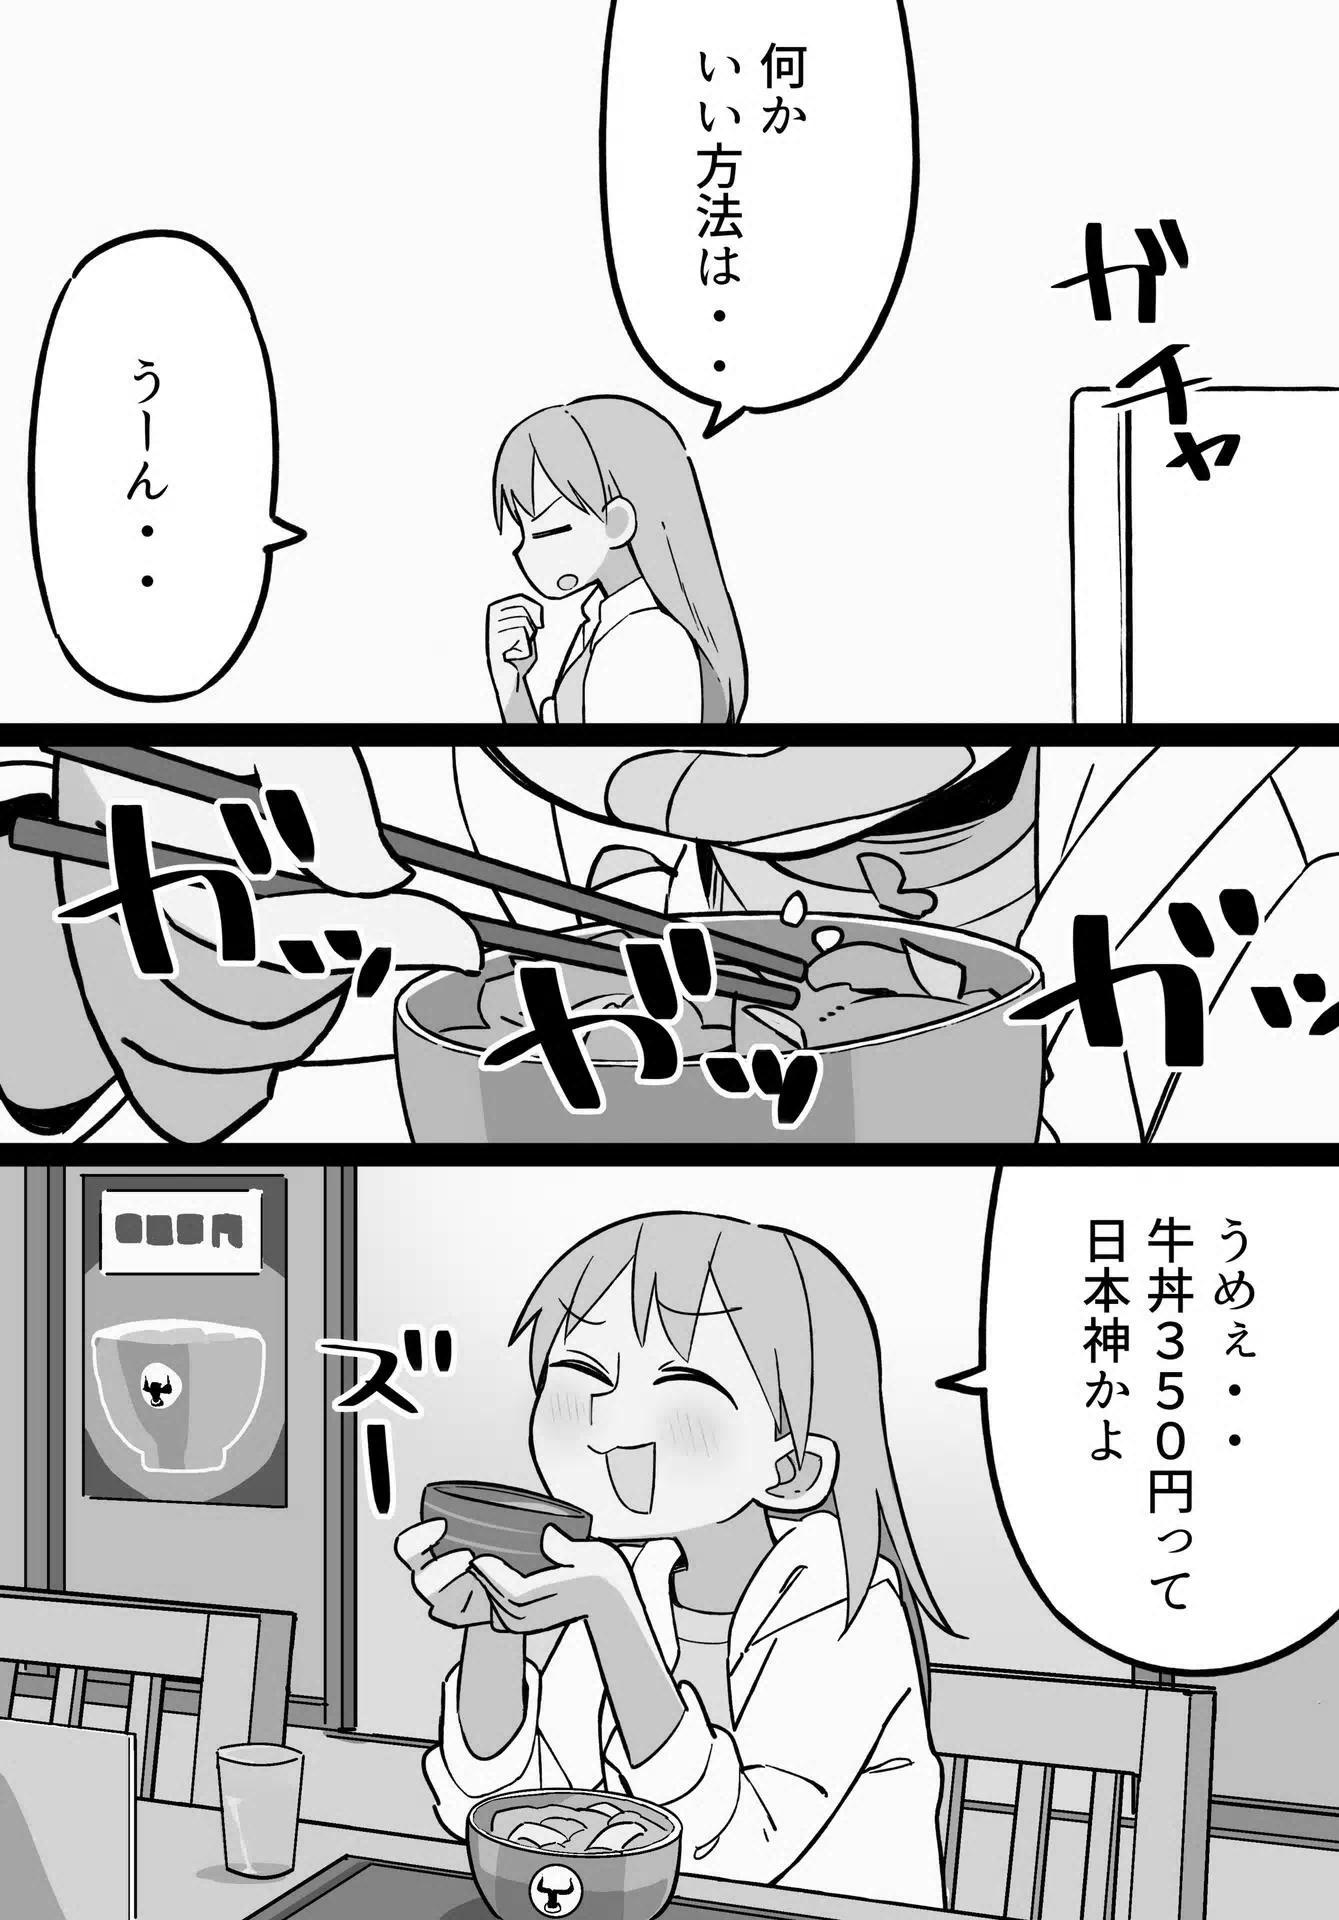 ガチャ
何か
いい方法は・・
うーん・・
ガッ
ガッ
ガッ
うめぇ・・
牛丼３５０円って
日本神かよ
ズー